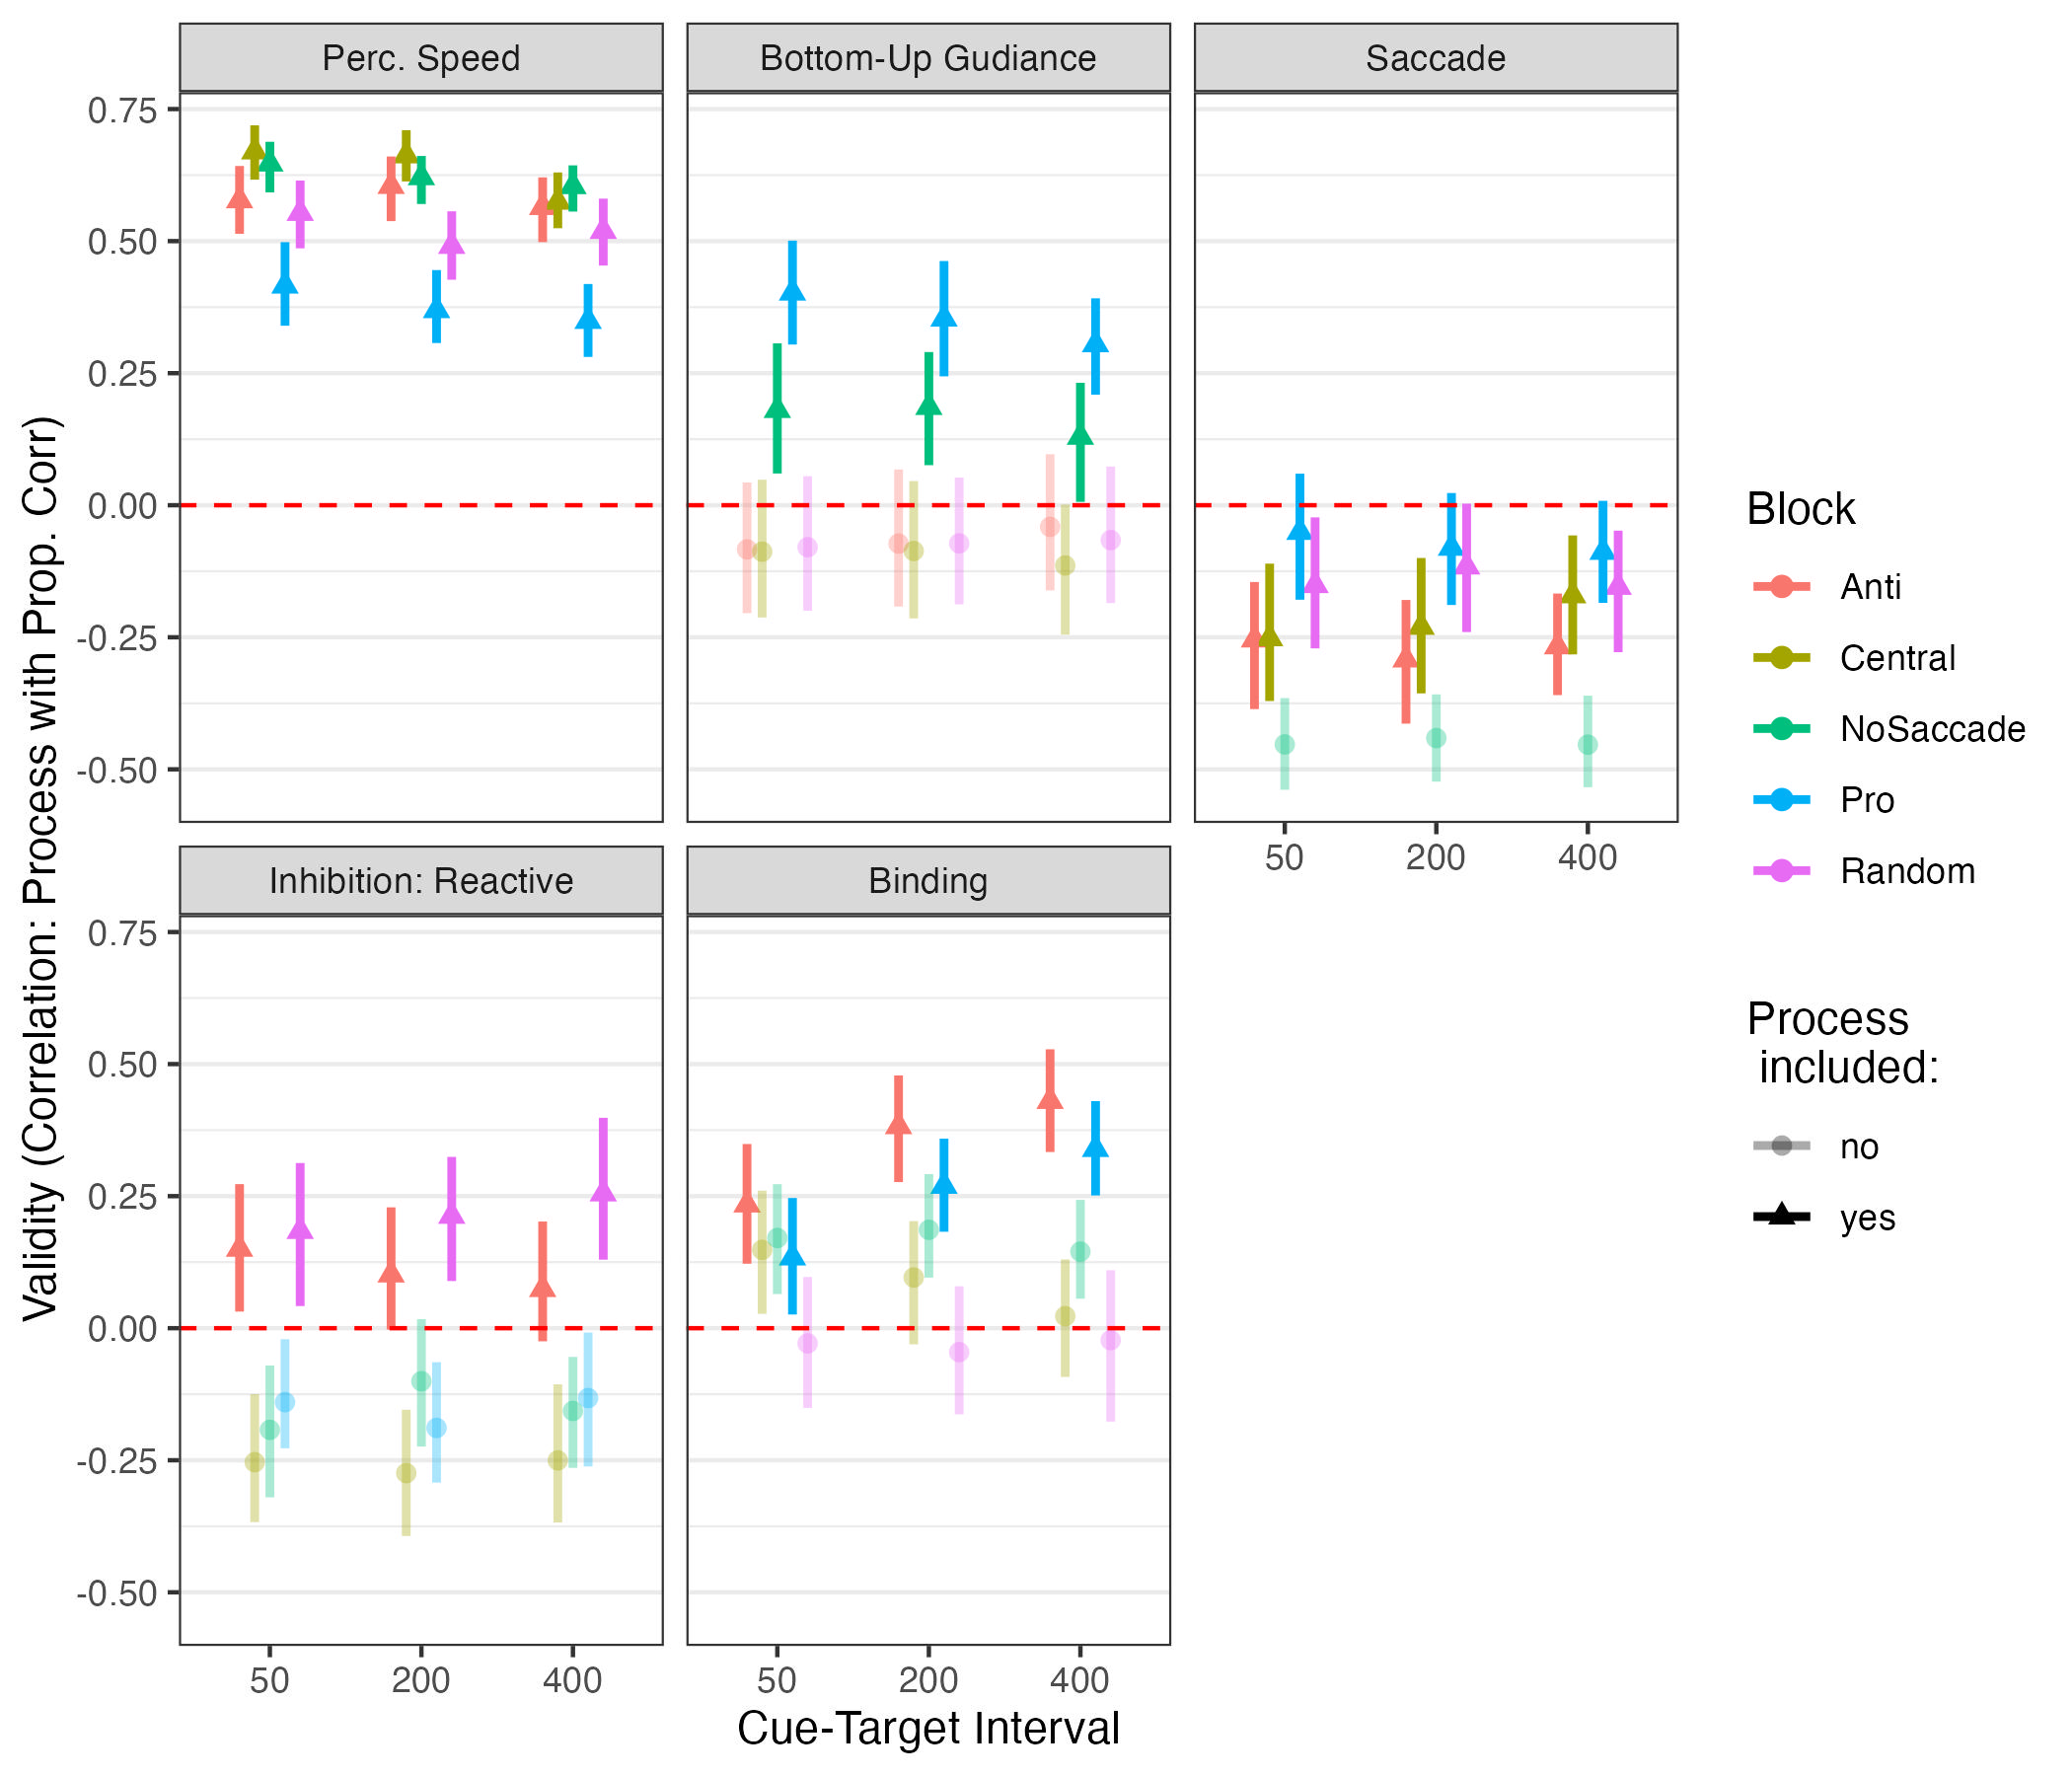 Perc. Speed
Bottom-Up Gudiance
Saccade
0.75
0.50
0.25
0.00
-0.25
-0.50
50
200
400
Inhibition: Reactive
Binding
0.75
0.50
0.25
0.00
-0.25
-0.50
50
200
400
50
200
400
Cue-Target Interval
Validity (Correlation: Process with Prop. Corr)
Block
Anti
Central
NoSaccade
Pro
Random
Process
included:
no
yes